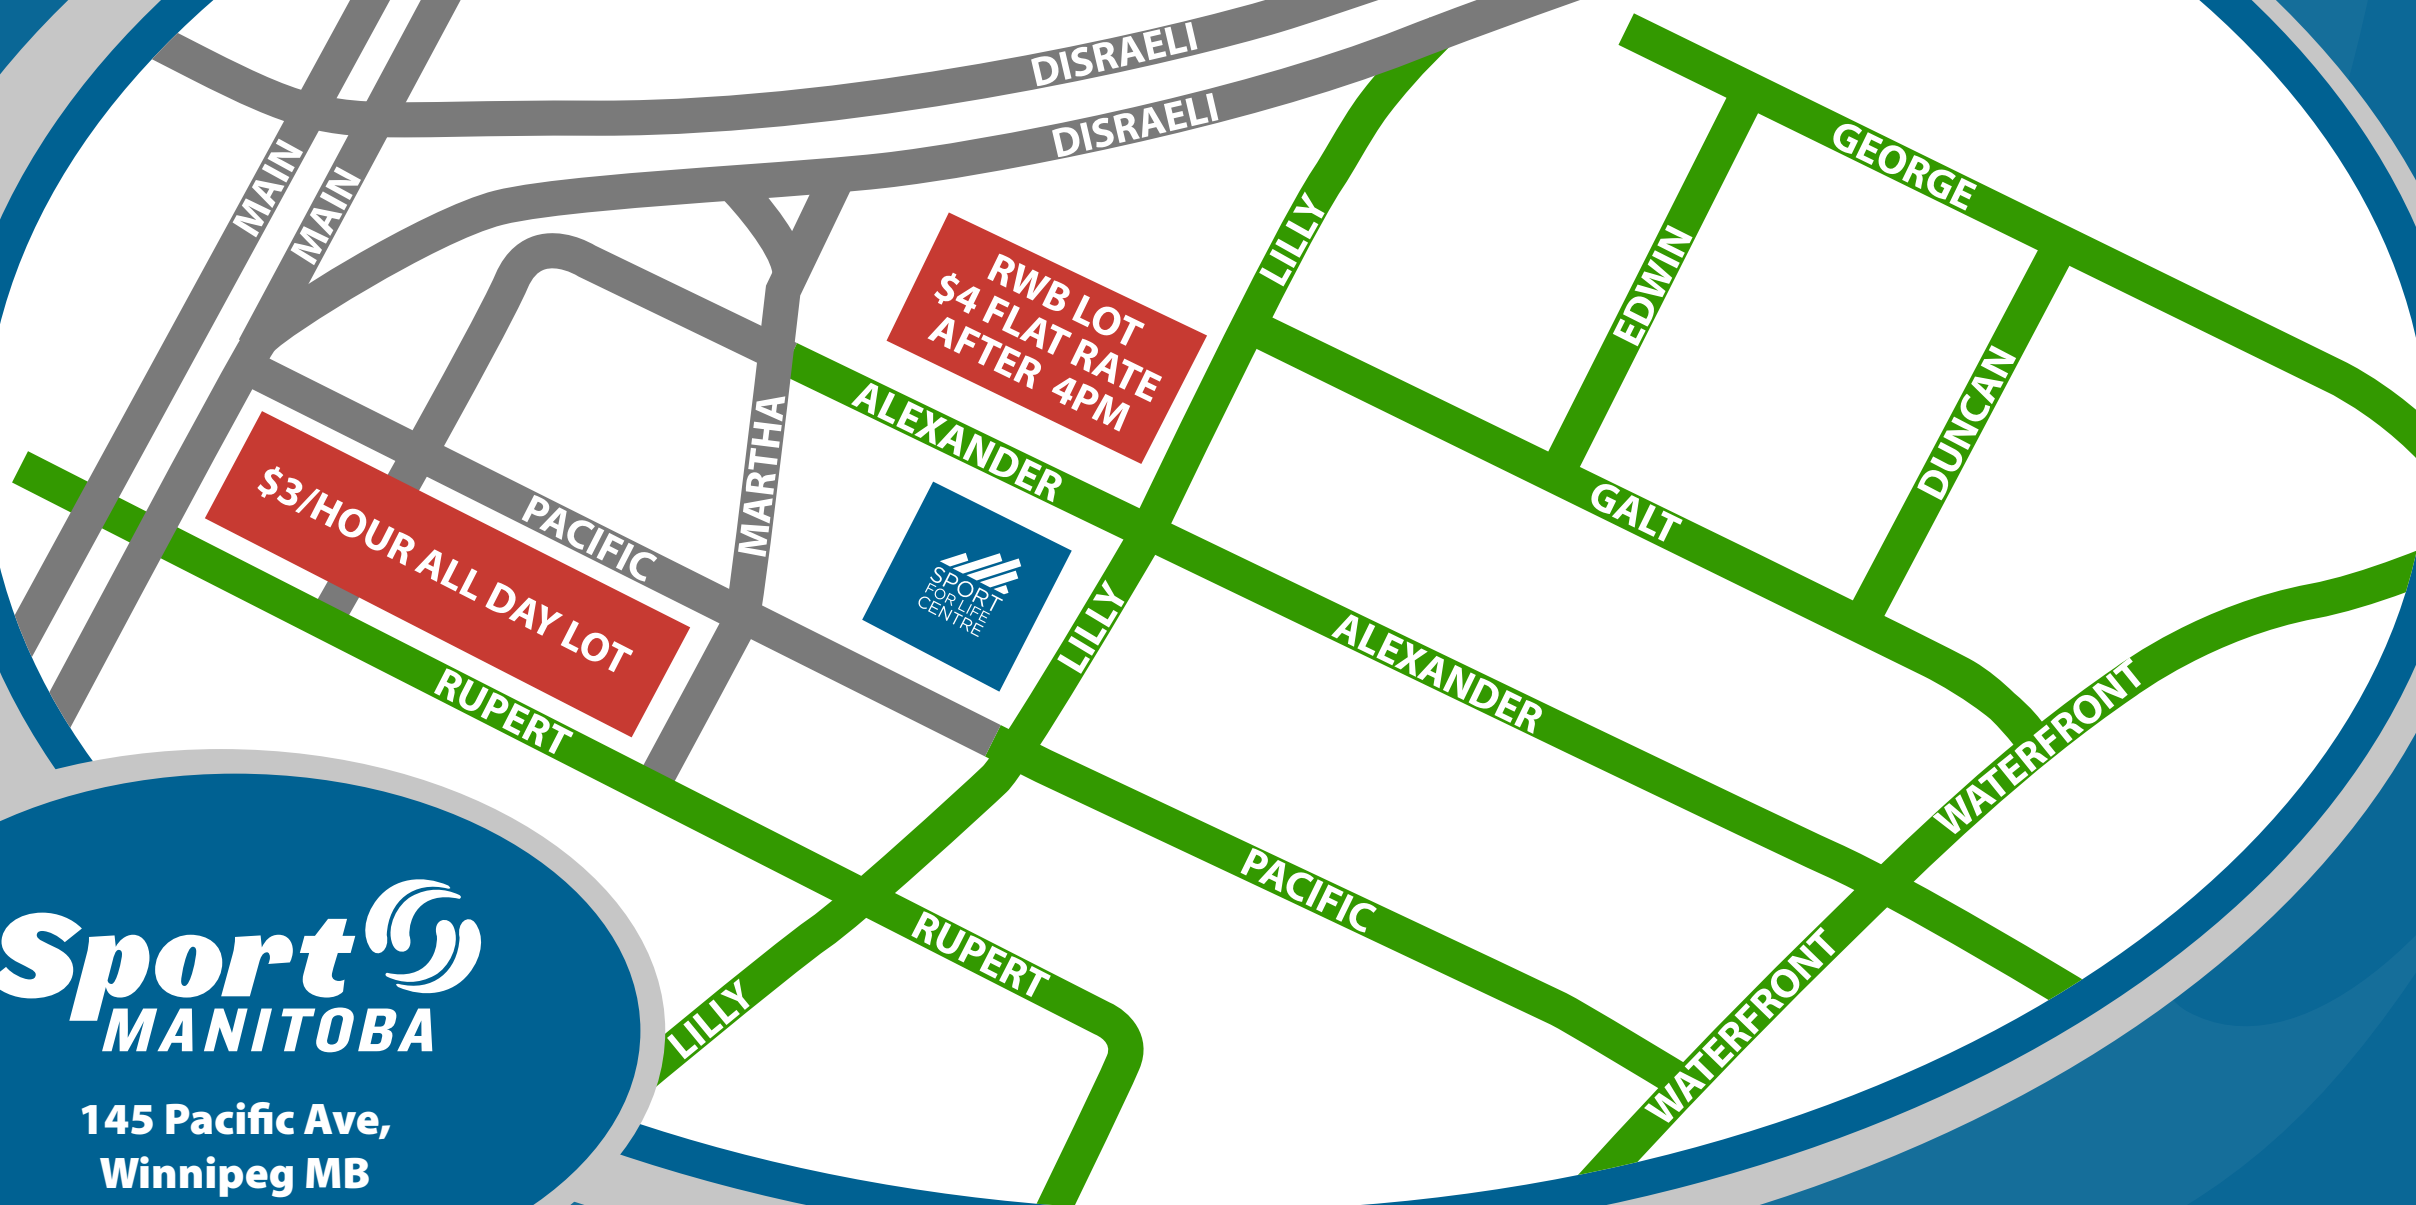 DISRAELI
DISRAELI
MAIN
MAIN
GEORGE
LILLY
EDWIN
RWB LOT
$4 FLAT RATE
AFTER 4PM
DUNCAN
ALEXANDER
MARTHA
GALT
$3/HOUR ALL DAY LOT
PACIFIC
SPORT
FOR LIFE
CENTRE
LILLY
ALEXANDER
RUPERT
WATERFRONT
PACIFIC
RUPERT
LILLY
WATERFRONT
Sport
MANITOBA
145 Pacific Ave,
Winnipeg MB